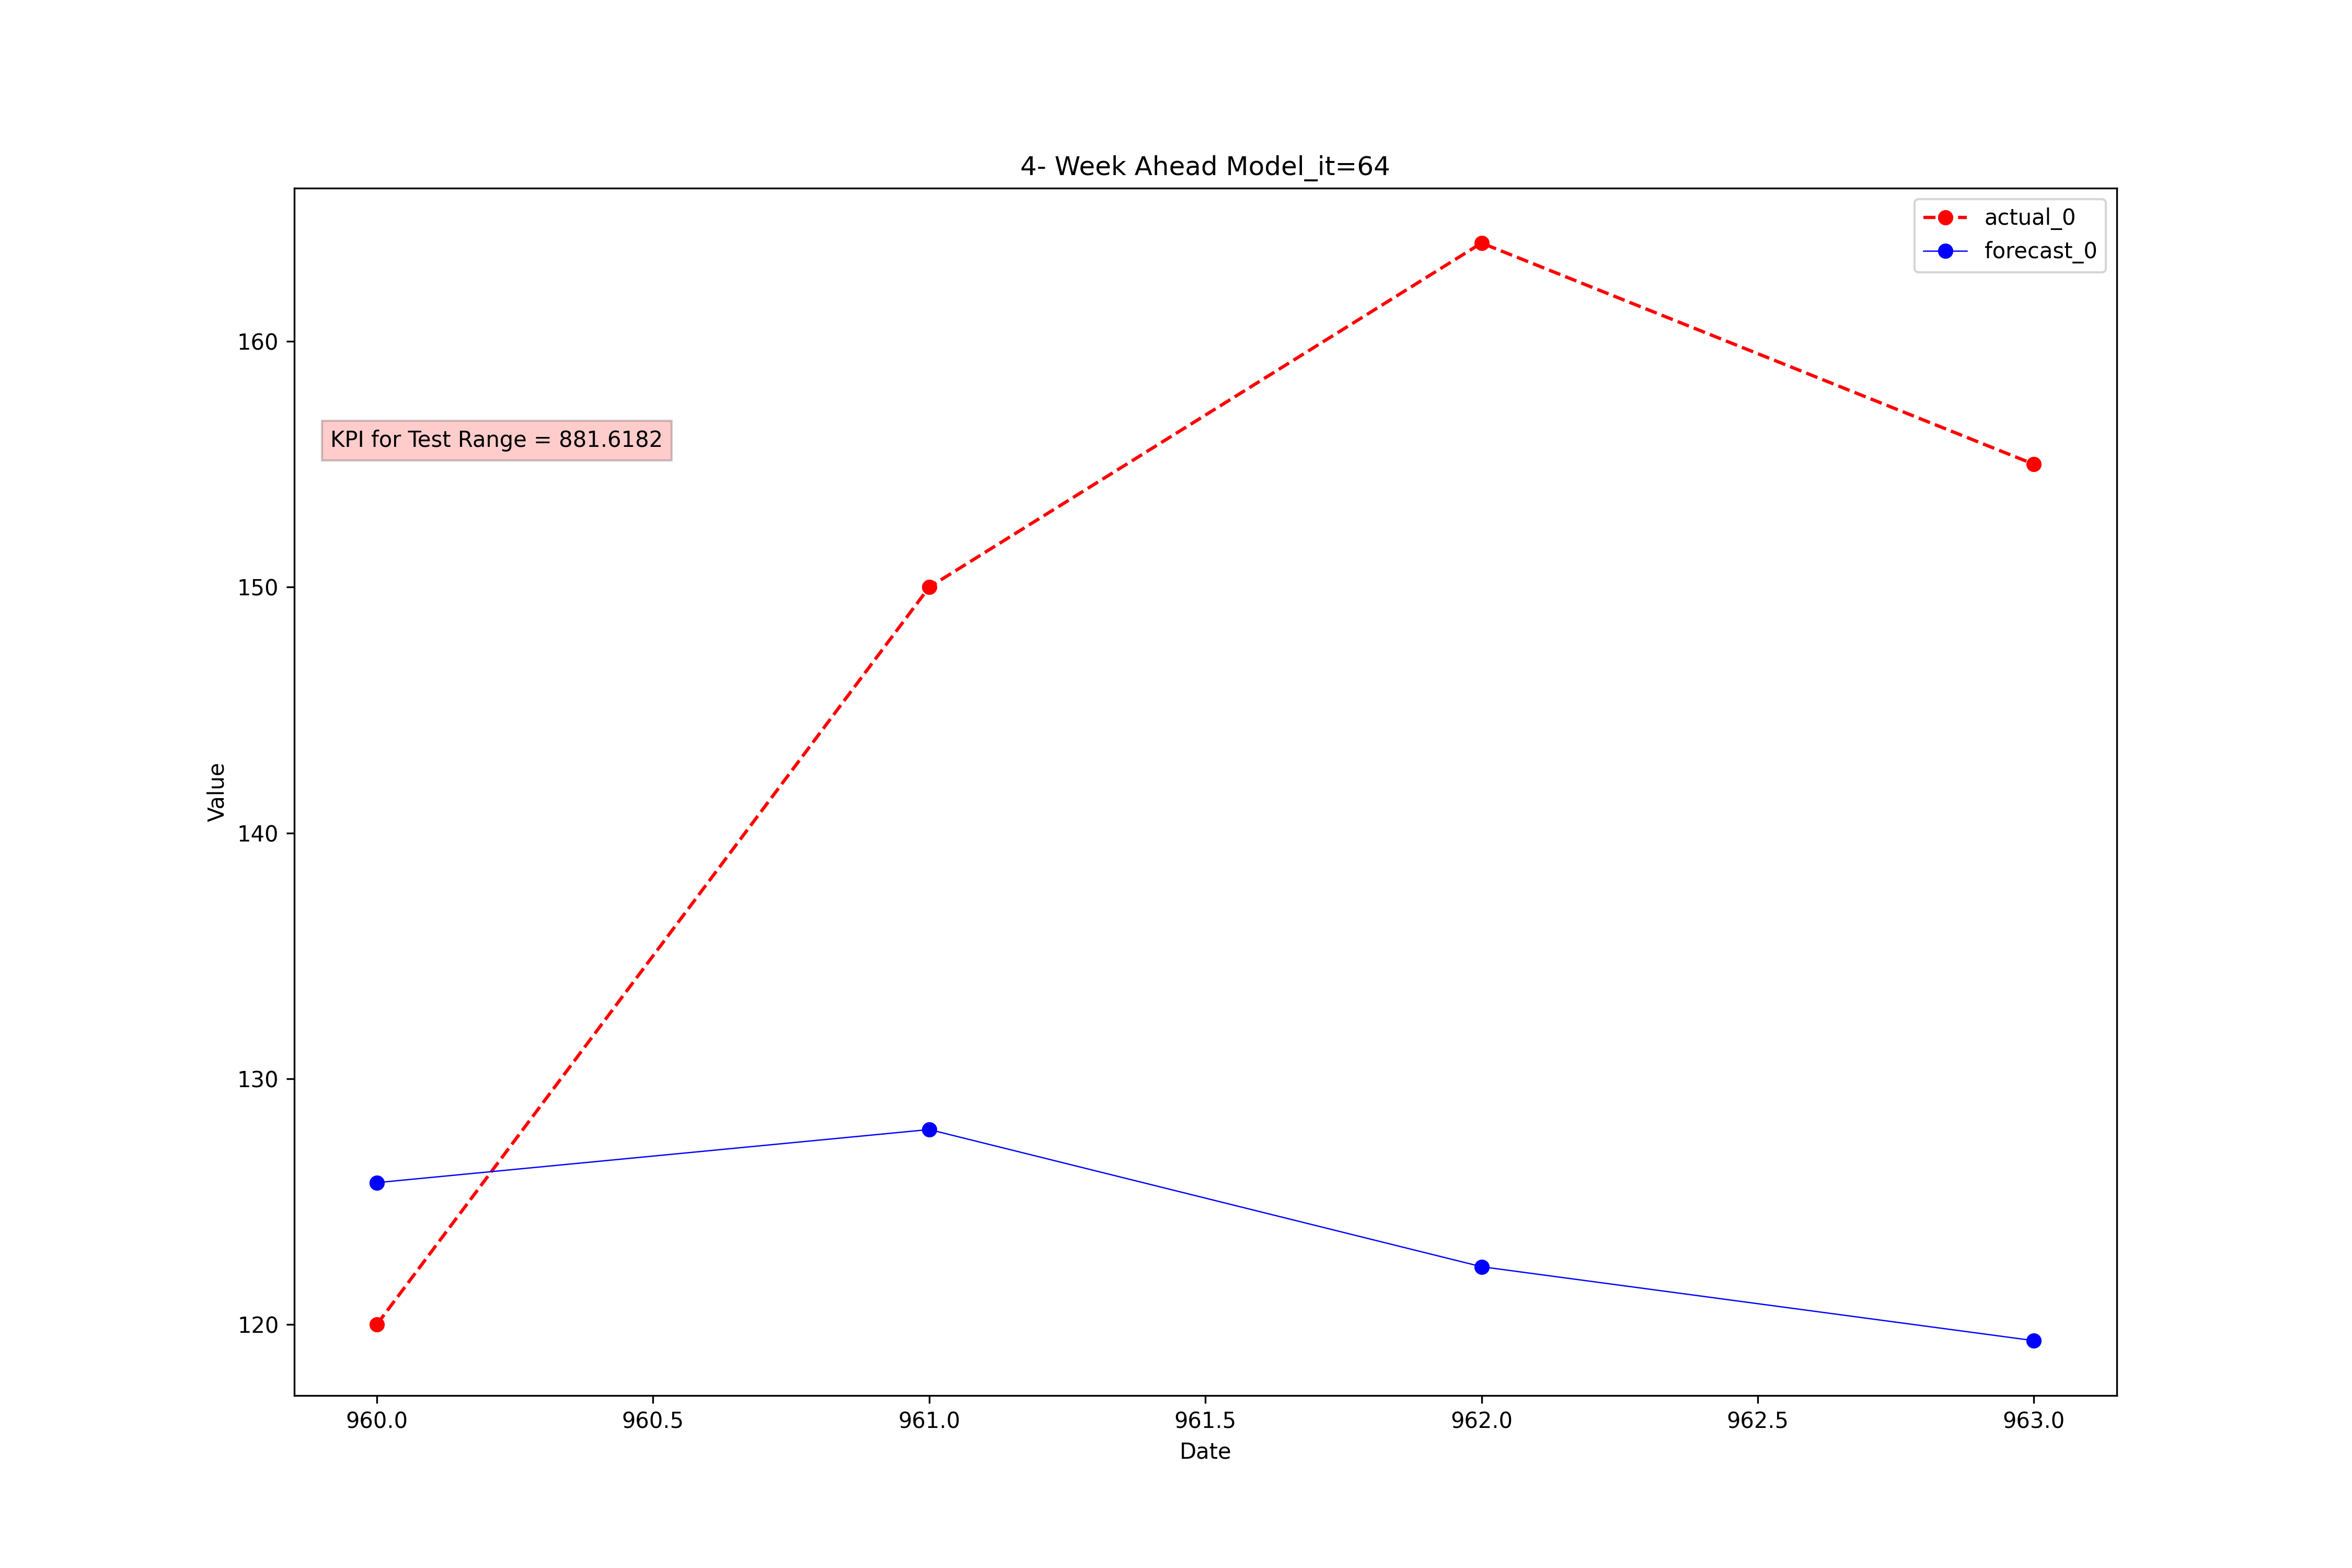 4- Week Ahead Model_it=64
actual_0
forecast_0
KPI for Test Range = 881.6182
160
150
140
130
120
Value
960.0 960.5 961.0 961.5 962.0 962.5 963.0
Date